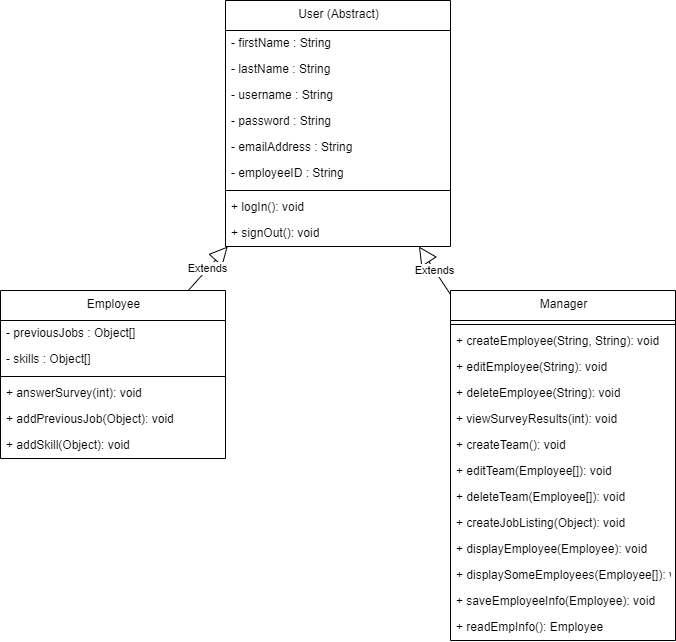 User (Abstract)
- firstName : String
- lastName : String
- username : String
- password : String
- emailAddress : String
- employeeID : String
+ logIn(): void
+ signOut(): void
Extends
Extends
Employee
- previousJobs : Object[]
- skills : Object[]
+ answerSurvey(int): void
+ addPreviousJob(Object): void
+ addSkill(Object): void
Manager
+ createEmployee(String, String): void
+ editEmployee(String): void
+ deleteEmployee(String): void
+ viewSurveyResults(int): void
+ createTeam(): void
+ editTeam(Employee[]): void
+ deleteTeam(Employee[]): void
+ createJobListing(Object): void
+ displayEmployee(Employee): void
+ displaySomeEmployees(Employee[]):
+ saveEmployeeInfo(Employee): void
+ readEmpInfo(): Employee